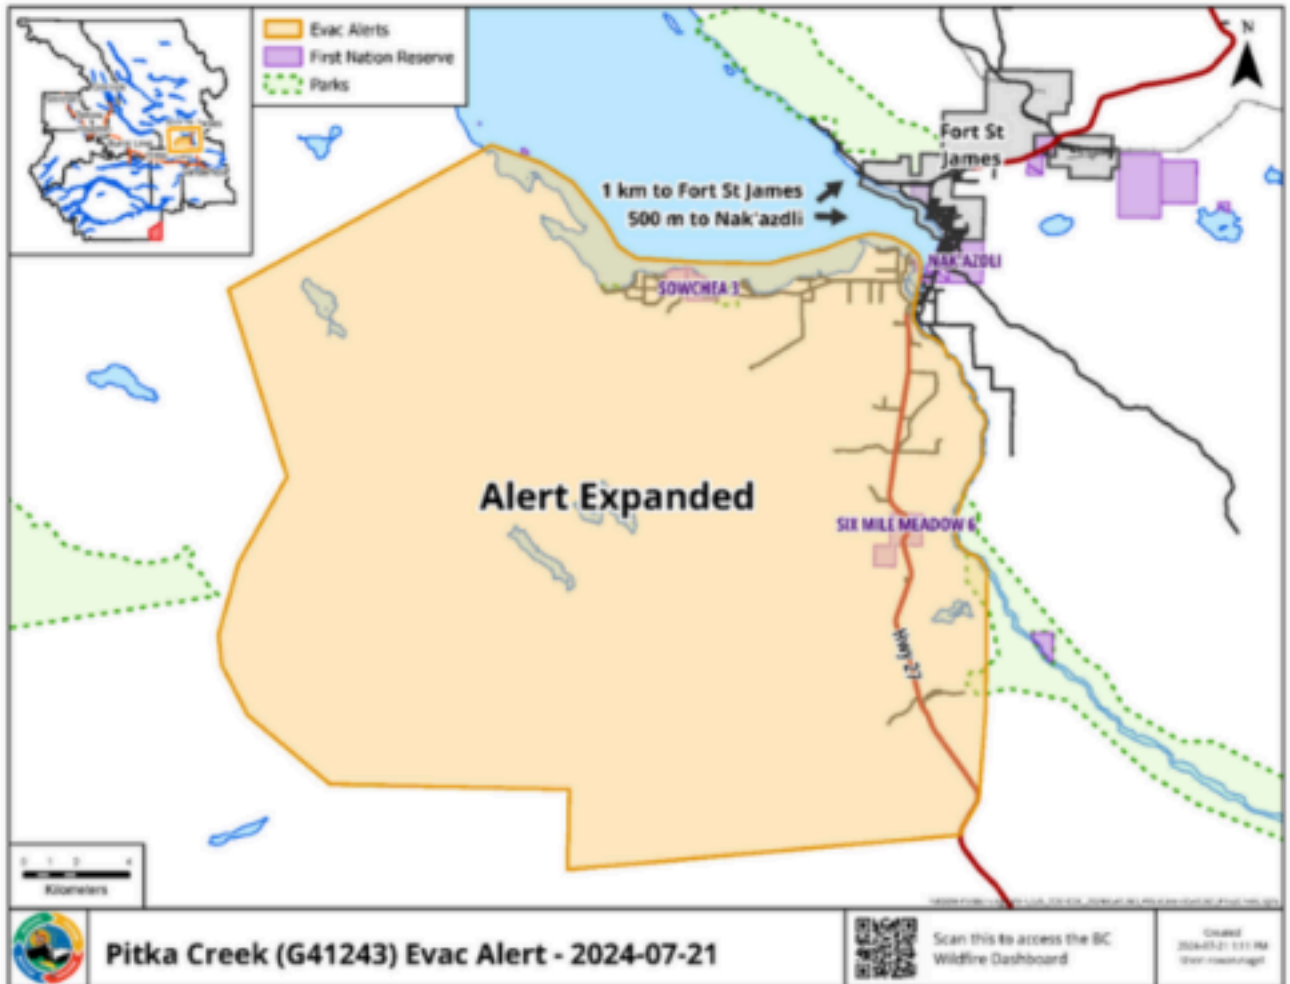 Evac Alerts
First Nation Reserve
Parks
N
Fort St
James
1 km to Fort St James
500 m to Nak'azdli
NAK'AZDLI
SOWCHEA 3
Alert Expanded
SIX MILE MEADOW 6
HWY 27
Kilometers
Pitka Creek (G41243) Evac Alert - 2024-07-21
Scan this to access the BC
Wildfire Dashboard
Created